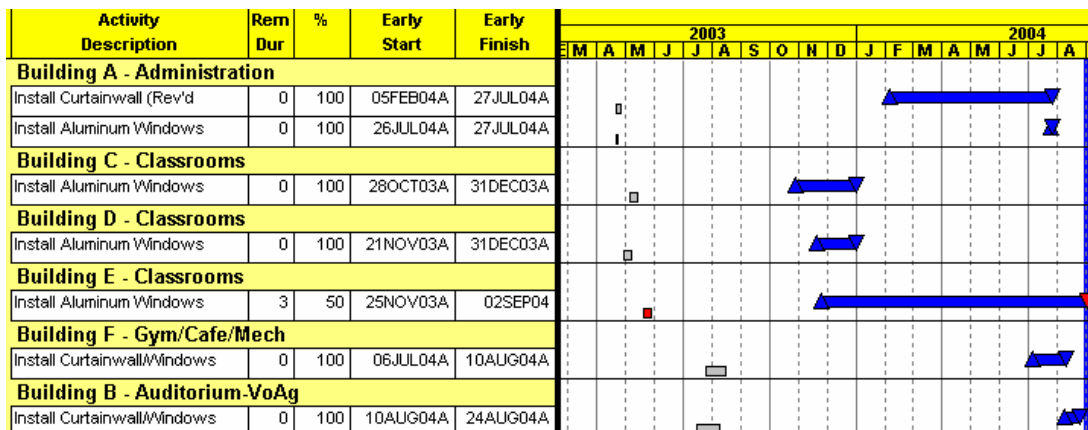 Activity Rem % Early Early
Description Dur Start Finish
2003 2004
E M A M J J A S O N D J F M A M J J A
Building A - Administration
Install Curtainwall (Rev'd 0 100 05FEB04A 27JUL04A
Install Aluminum Windows 0 100 26JUL04A 27JUL04A
Building C - Classrooms
Install Aluminum Windows 0 100 28OCT03A 31DEC03A
Building D - Classrooms
Install Aluminum Windows 0 100 21NOV03A 31DEC03A
Building E - Classrooms
Install Aluminum Windows 3 50 25NOV03A 02SEP04
Building F - Gym/Cafe/Mech
Install Curtainwall/Windows 0 100 06JUL04A 10AUG04A
Building B - Auditorium-VoAg
Install Curtainwall/Windows 0 100 10AUG04A 24AUG04A